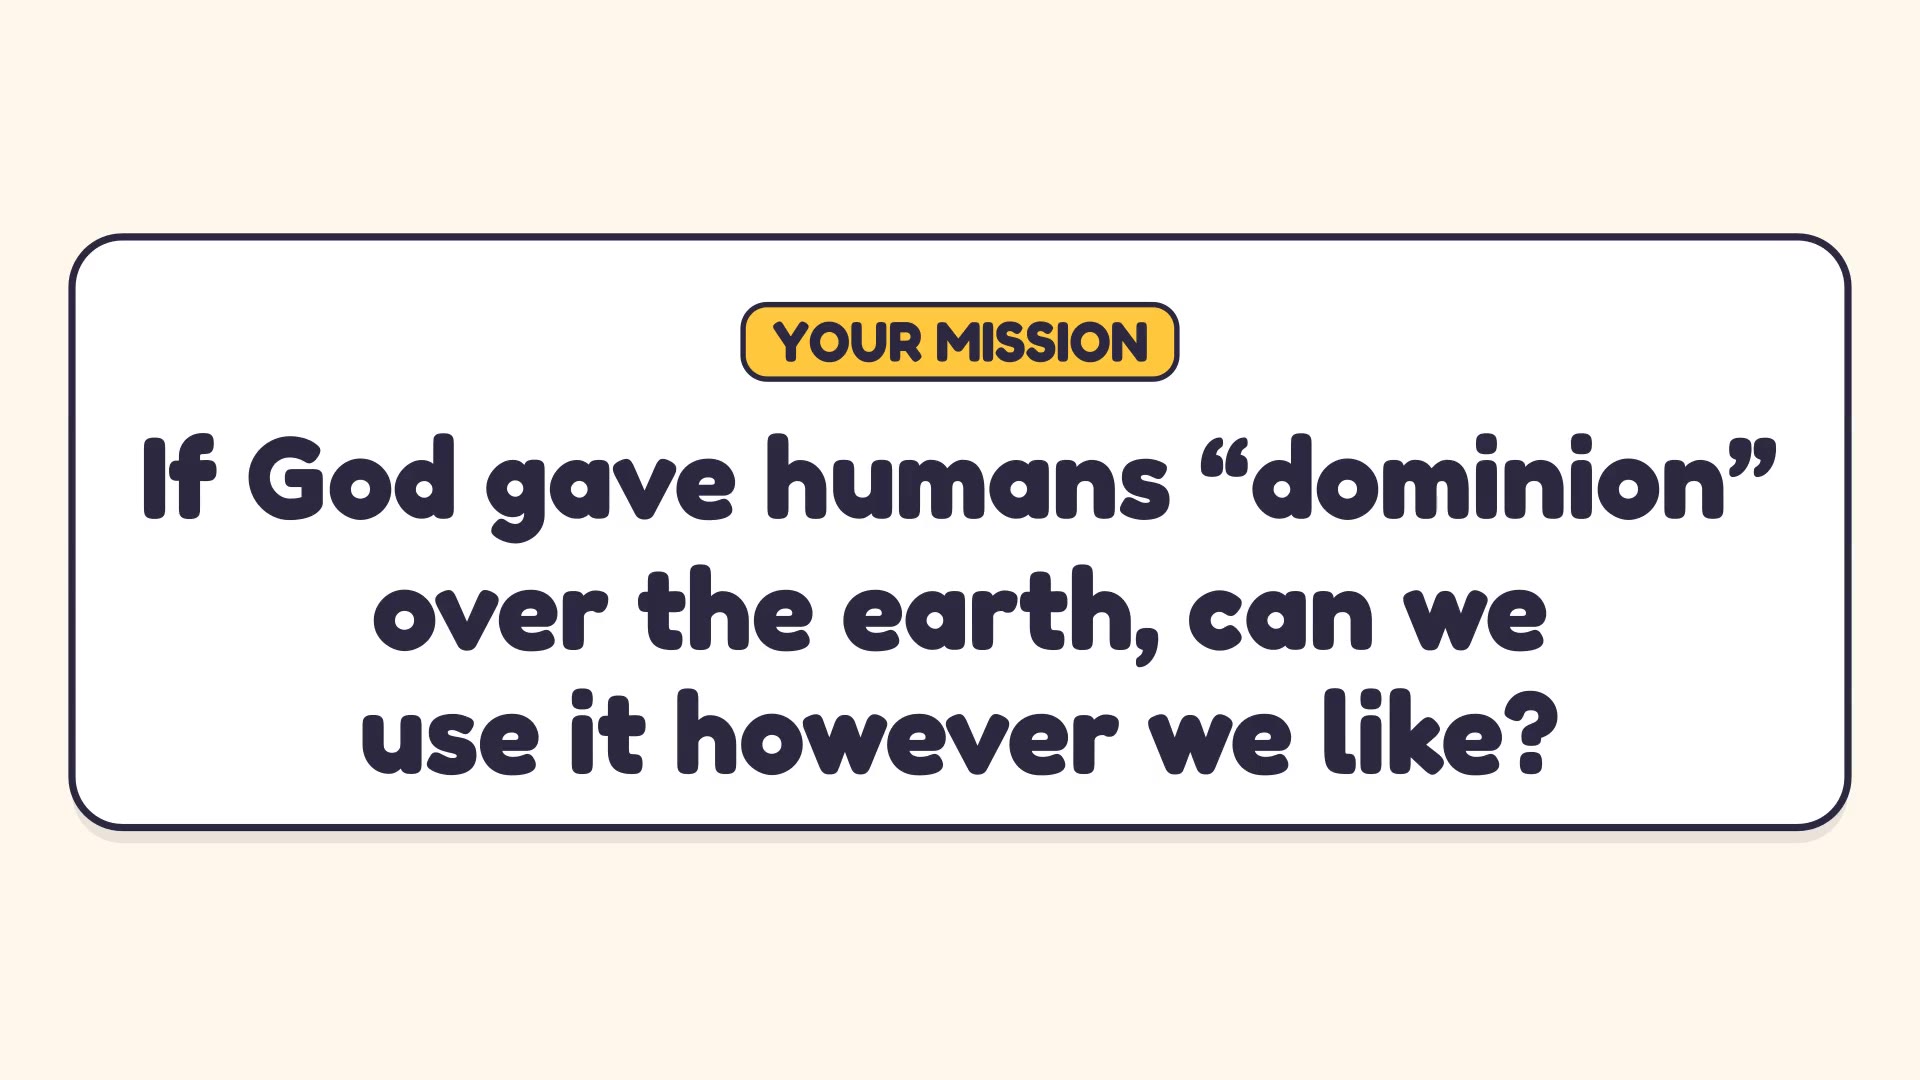 YOUR MISSION
If God gave humans “dominion”
over the earth, can we
use it however we like?